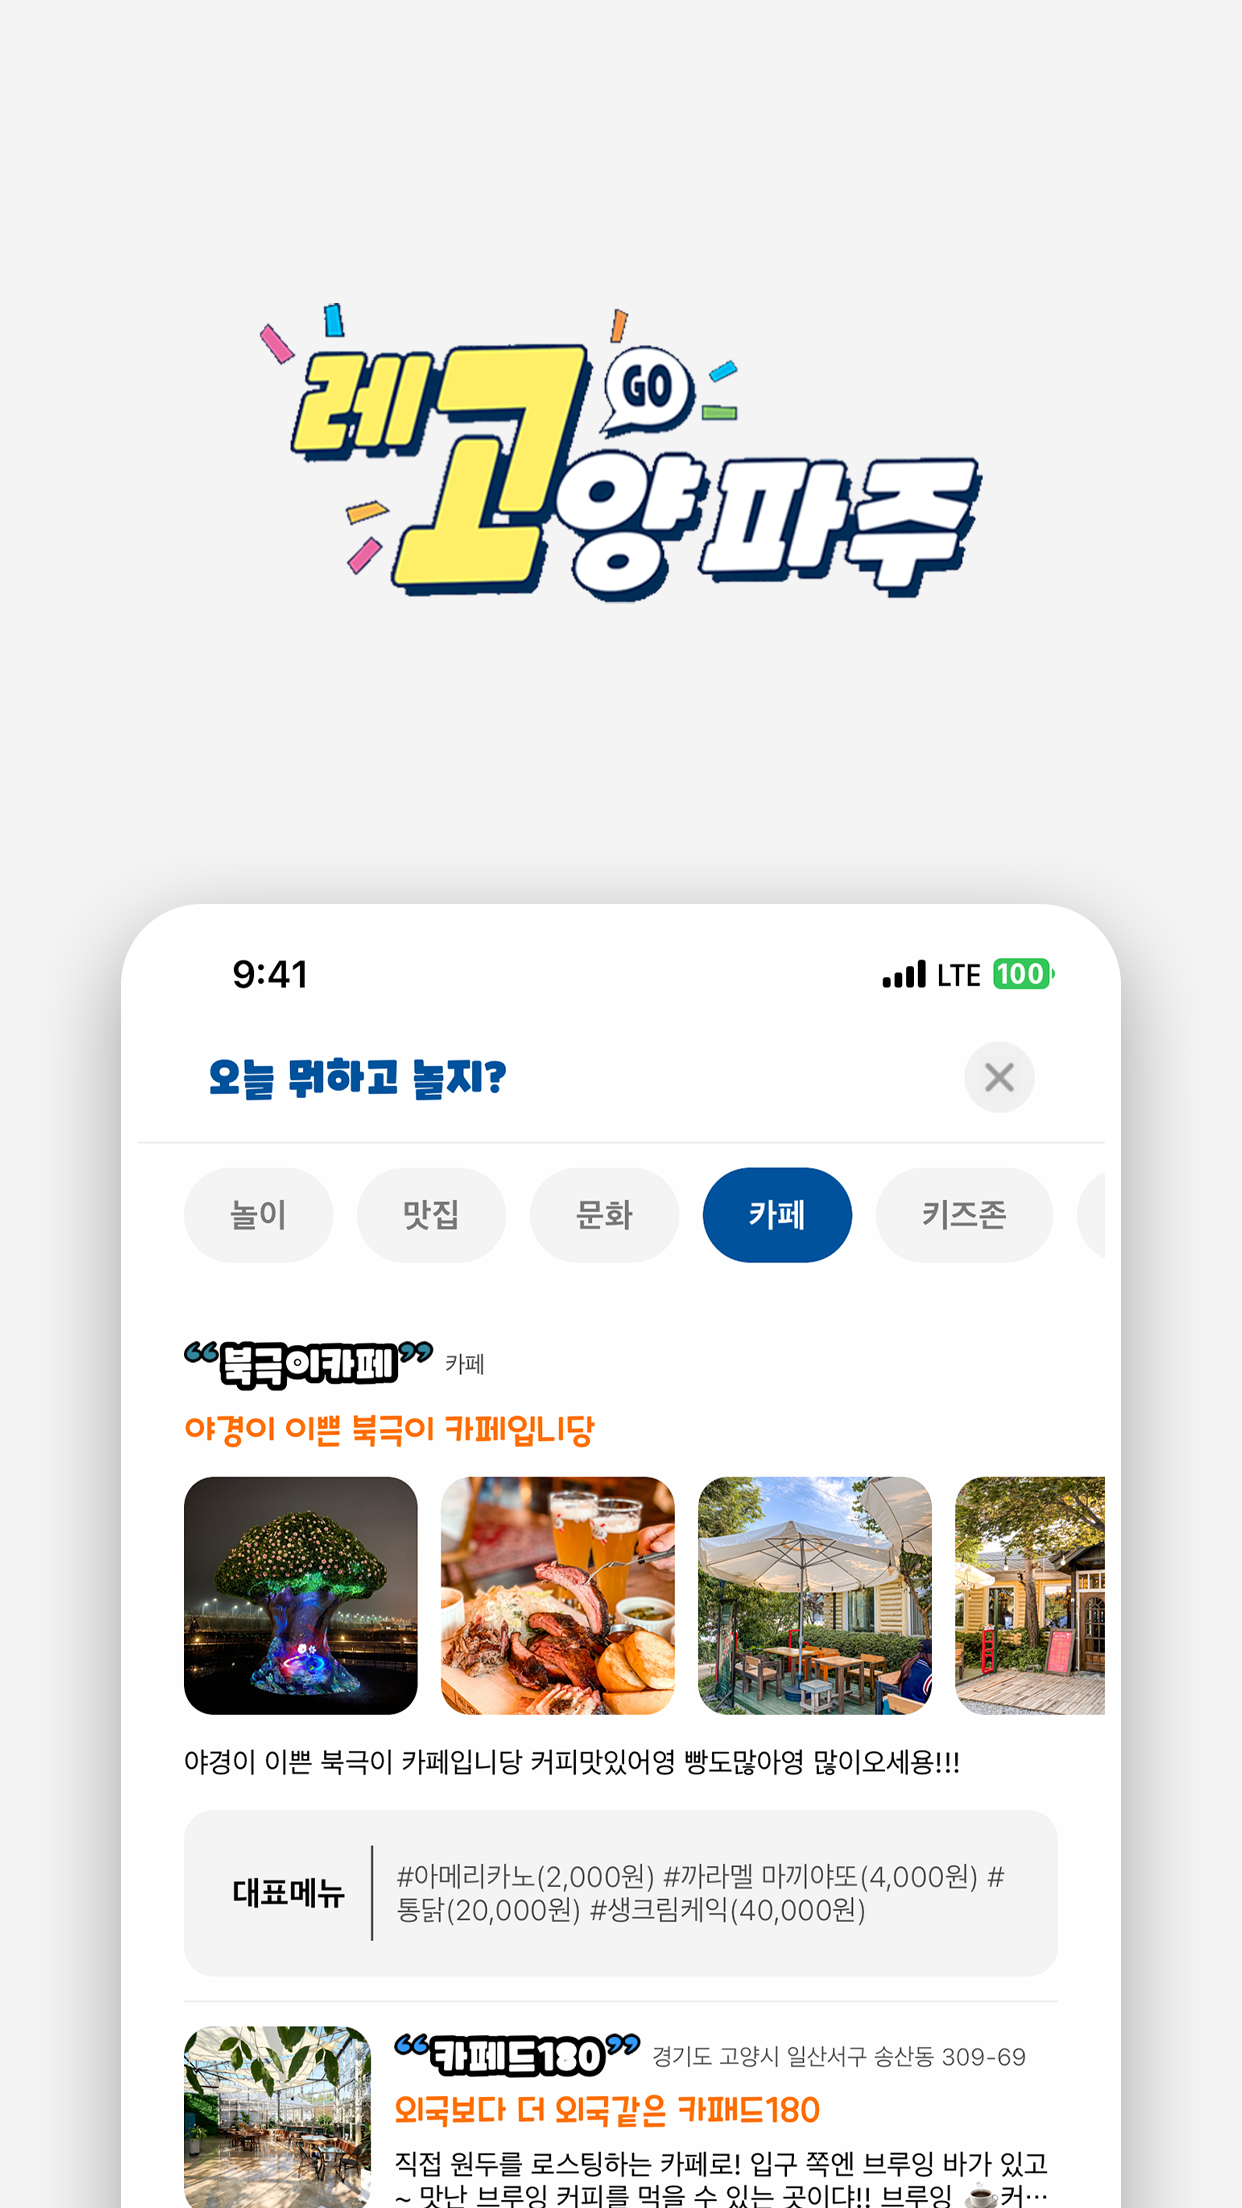 레고양파주
GO
9:41
LTE 100
오늘 뭐하고 놀지?
놀이 맛집 문화 카페 키즈존
“북극이카페” 카페
야경이 이쁜 북극이 카페입니당
야경이 이쁜 북극이 카페입니당 커피맛있어영 빵도많아영 많이오세용!!!
대표메뉴
#아메리카노(2,000원) #까라멜 마끼야또(4,000원) #
통닭(20,000원) #생크림케익(40,000원)
“카페드180” 경기도 고양시 일산서구 송산동 309-69
외국보다 더 외국같은 카패드180
직접 원두를 로스팅하는 카페로! 입구 쪽엔 브루잉 바가 있고
~ 맛난 브루잉 커피를 먹을 수 있는 곳이댜!! 브루잉 ☕커…